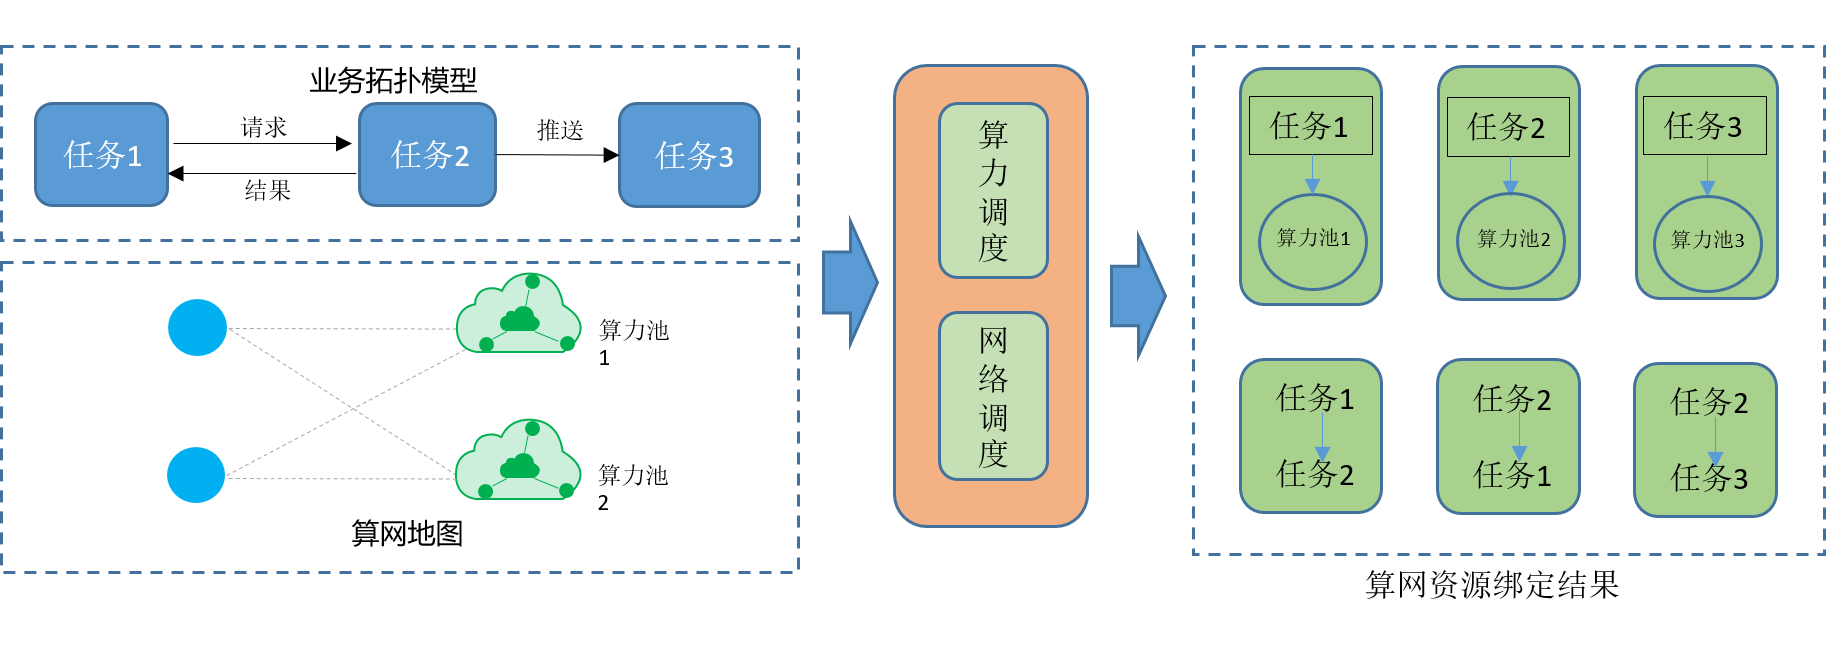 业务拓扑模型
任务1
请求
结果
任务2
推送
任务3
算力池
1
算力池
2
算网地图
算
力
调
度
网
络
调
度
任务1
算力池1
任务2
算力池2
任务3
算力池3
任务1
任务2
任务2
任务1
任务2
任务3
算网资源绑定结果